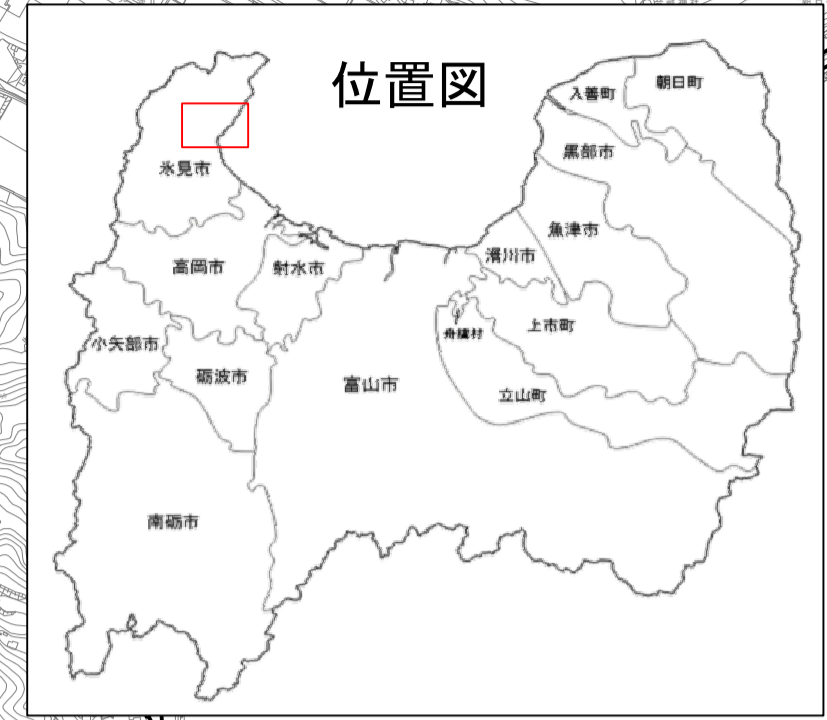 位置図
朝日町
入善町
黒部市
氷見市
魚津市
滑川市
高岡市
射水市
上市町
舟橋村
小矢部市
砺波市
富山市
立山町
南砺市